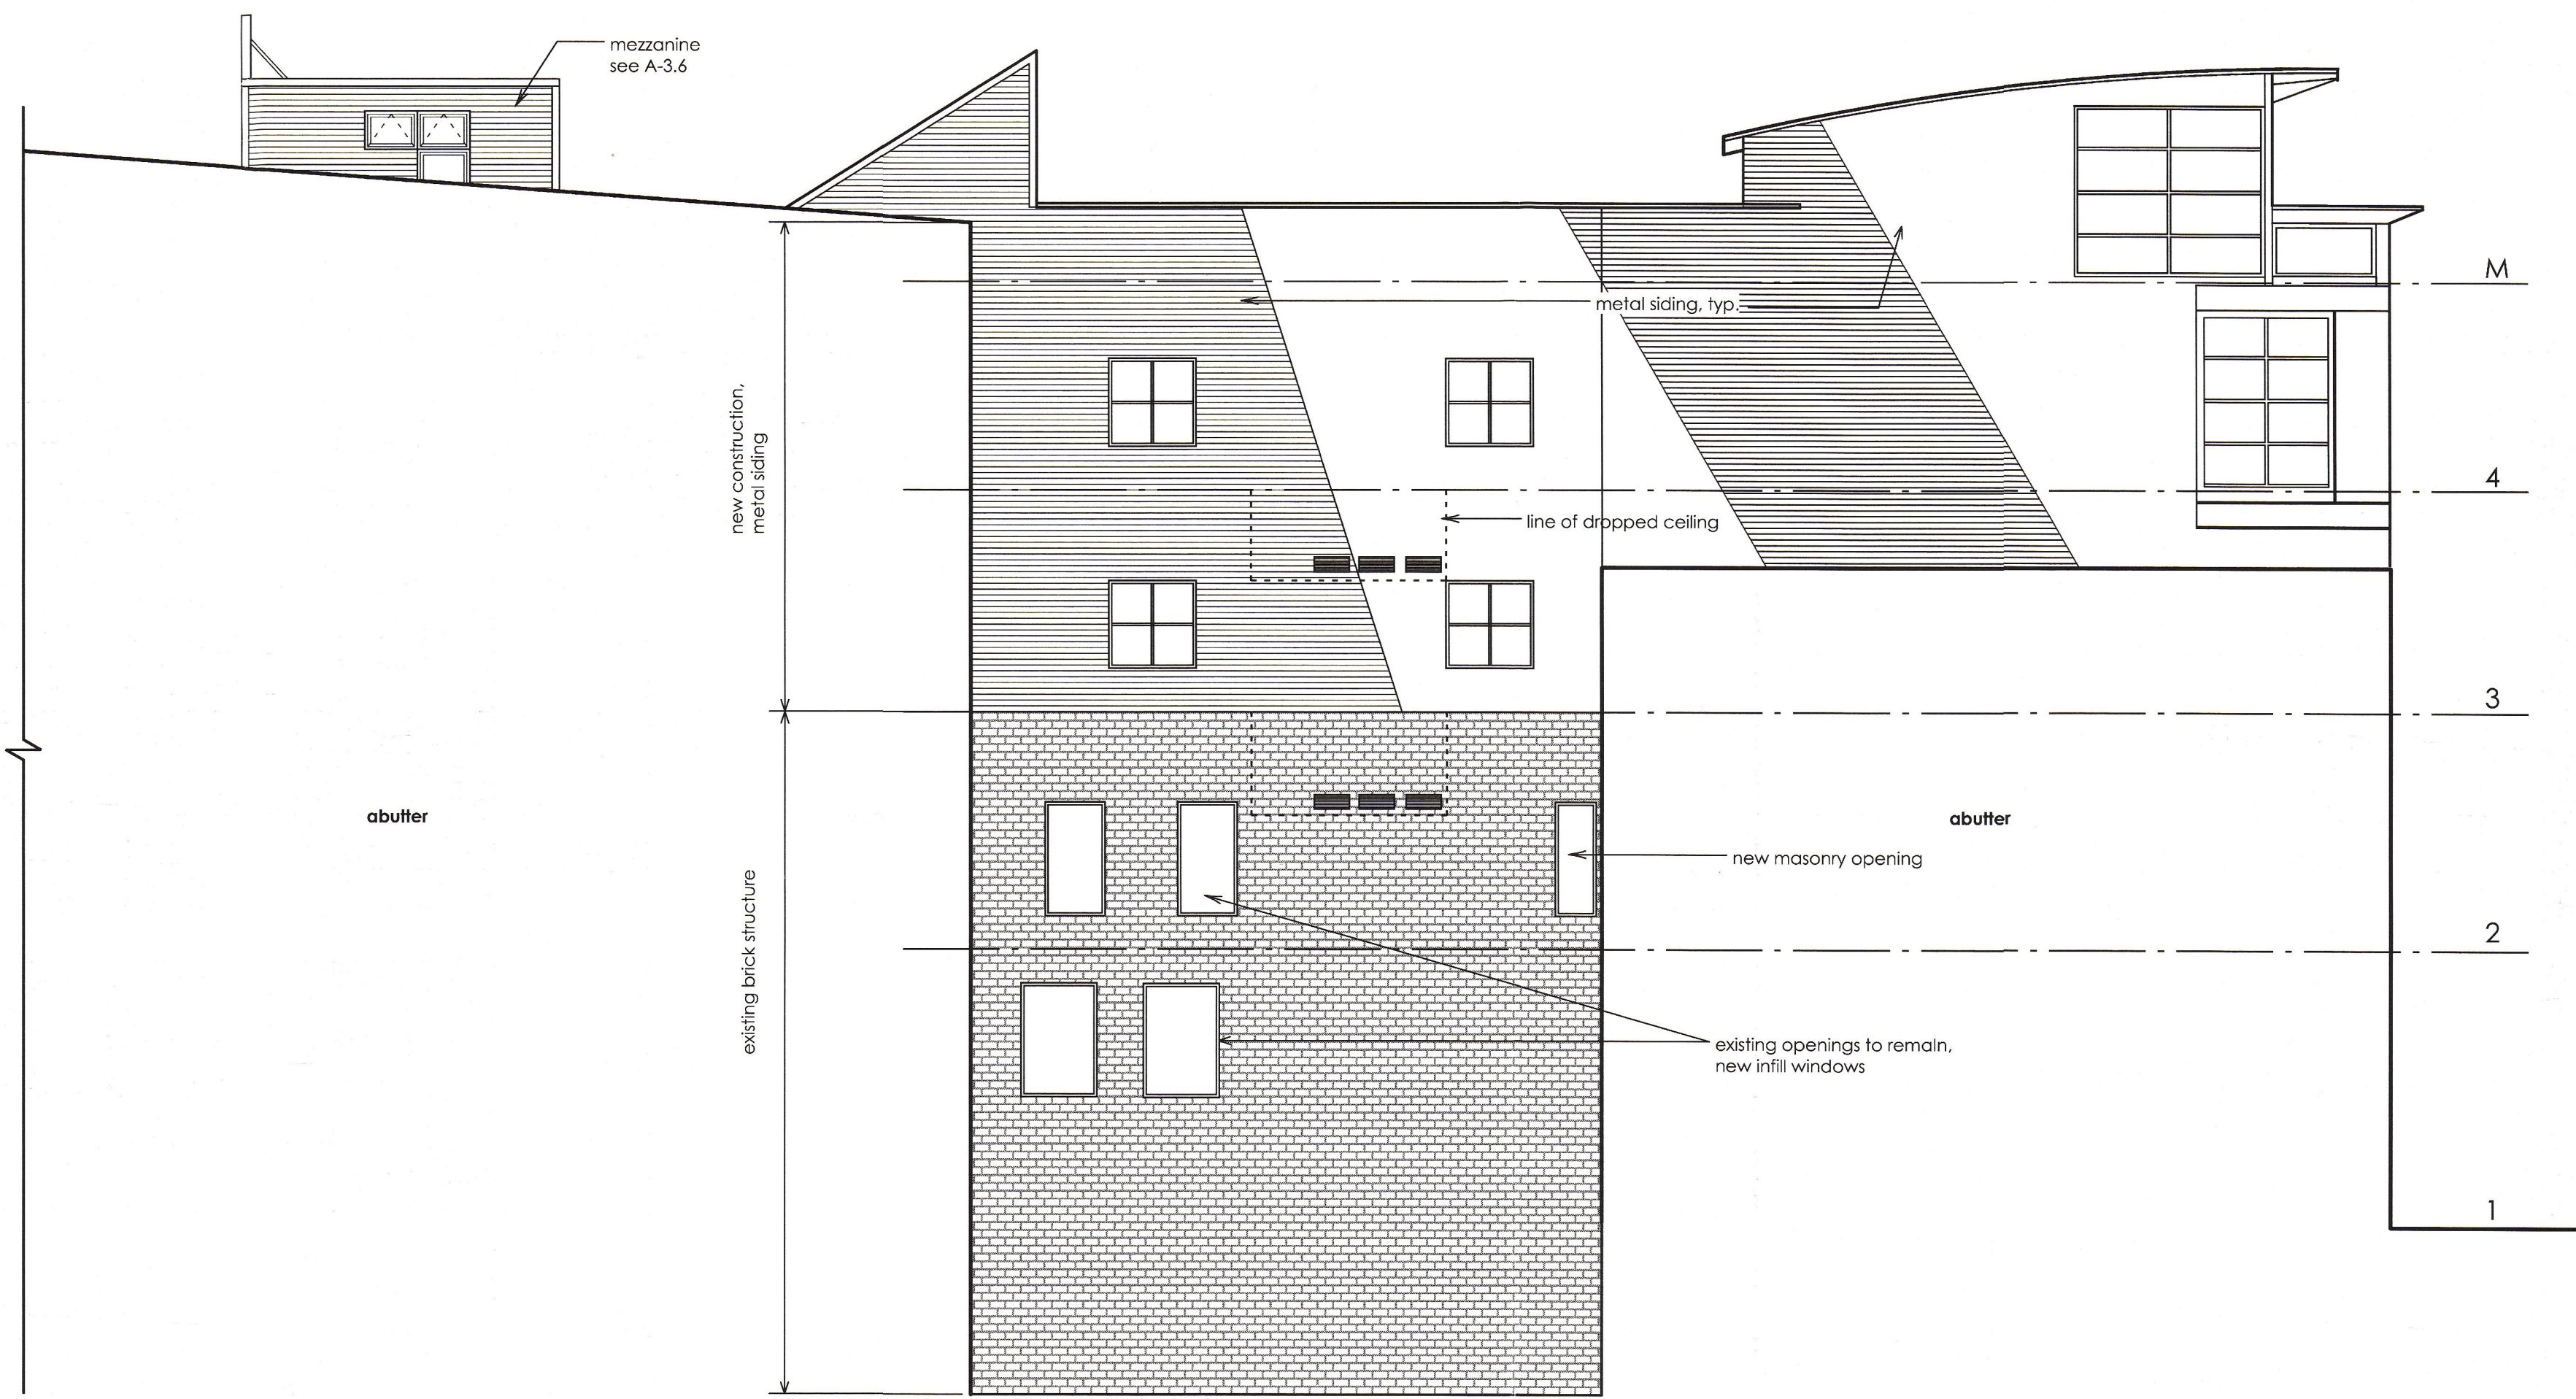 mezzanine
see A-3.6
M
metal siding, typ.
new construction,
metal siding
4
line of dropped ceiling
3
abutter
abutter
new masonry opening
existing brick structure
2
existing openings to remain,
new infill windows
1